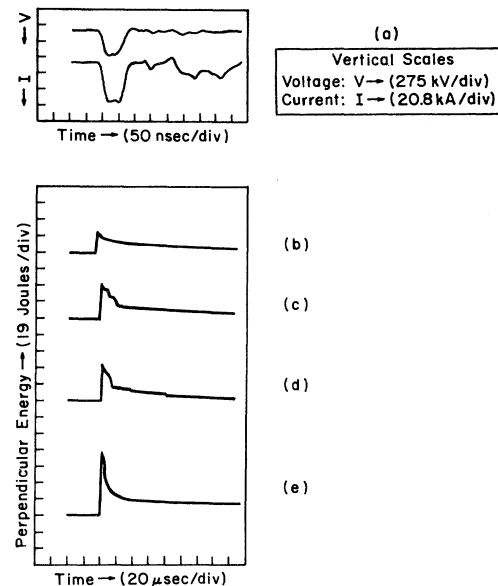 V
I
Time → (50 nsec/div)
(a)
Vertical Scales
Voltage: V → (275 kV/div)
Current: I → (20.8 kA/div)
Perpendicular Energy → (19 Joules/div)
(b)
(c)
(d)
(e)
Time → (20 μsec/div)